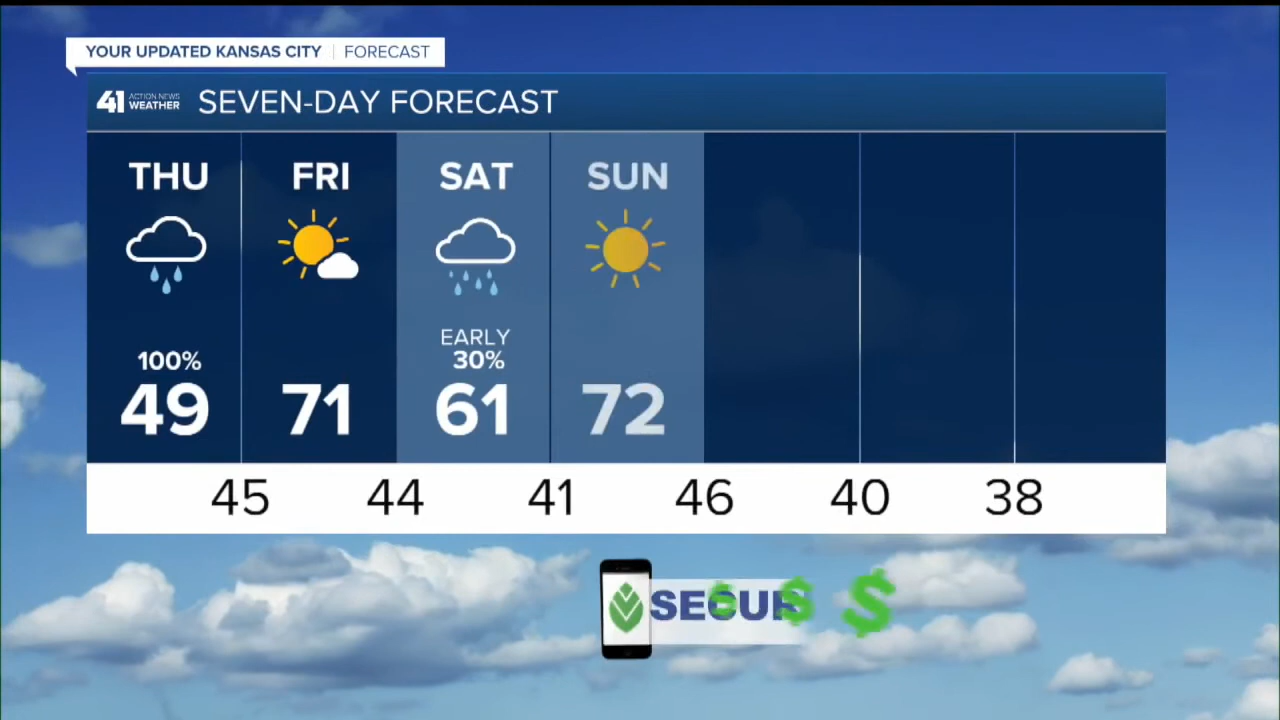 YOUR UPDATED KANSAS CITY | FORECAST
41 ACTION NEWS WEATHER SEVEN-DAY FORECAST
THU FRI SAT SUN
EARLY
100% 30%
49 71 61 72
45 44 41 46 40 38